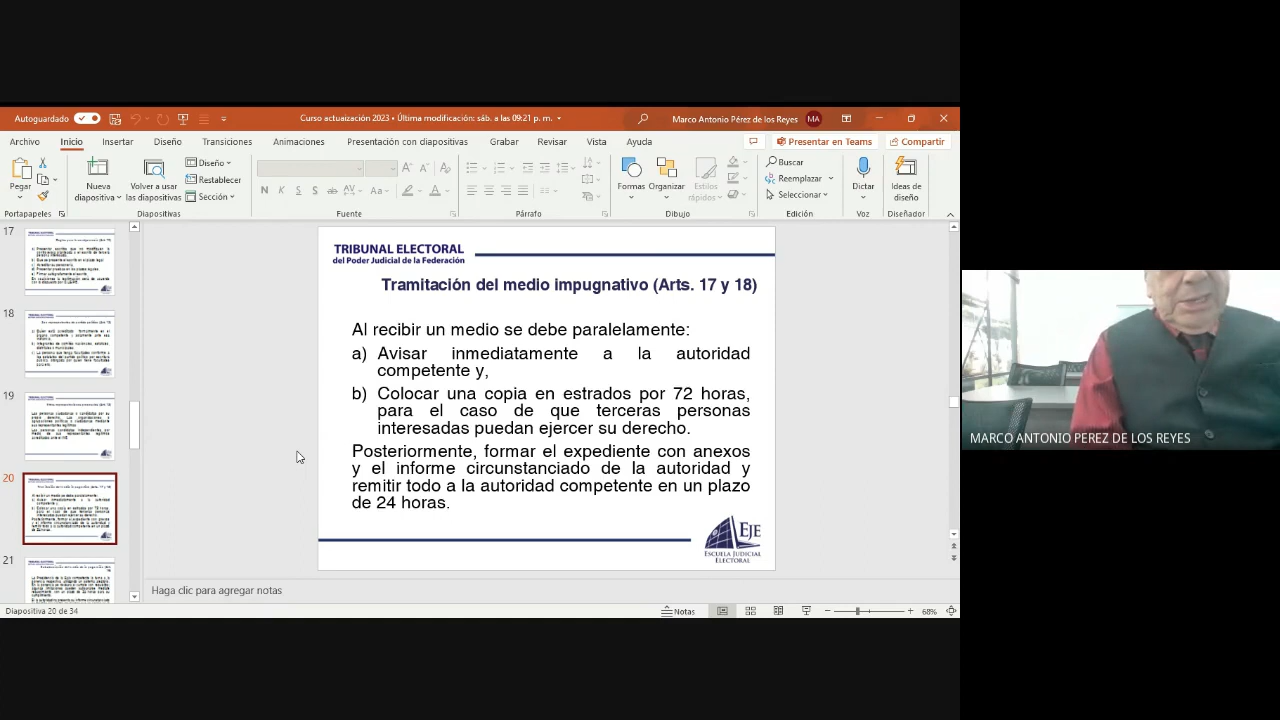 Autoguardado
Curso actuaización 2023 • Última modificación: sáb. a las 09:21 p. m.
Marco Antonio Pérez de los Reyes
MA
Archivo Inicio Insertar Diseño Transiciones Animaciones Presentación con diapositivas Grabar Revisar Vista Ayuda
Presentar en Teams
Compartir
Pegar
Nueva diapositiva
Volver a usar las diapositivas
Diseño
Restablecer
Sección
N K S S ab AV Aa A
Formas
Organizar
Estilos rápidos
Buscar
Reemplazar
Seleccionar
Dictar
Ideas de diseño
Portapapeles Diapositivas Fuente Párrafo Dibujo Edición Voz Diseñador
17
18
19
20
21
TRIBUNAL ELECTORAL
del Poder Judicial de la Federación
Tramitación del medio impugnativo (Arts. 17 y 18)
Al recibir un medio se debe paralelamente:
a) Avisar inmediatamente a la autoridad
competente y,
b) Colocar una copia en estrados por 72 horas,
para el caso de que terceras personas
interesadas puedan ejercer su derecho.
Posteriormente, formar el expediente con anexos
y el informe circunstanciado de la autoridad y
remitir todo a la autoridad competente en un plazo
de 24 horas.
EJE
ESCUELA JUDICIAL
ELECTORAL
Haga clic para agregar notas
Diapositiva 20 de 34
Notas
68%
MARCO ANTONIO PEREZ DE LOS REYES